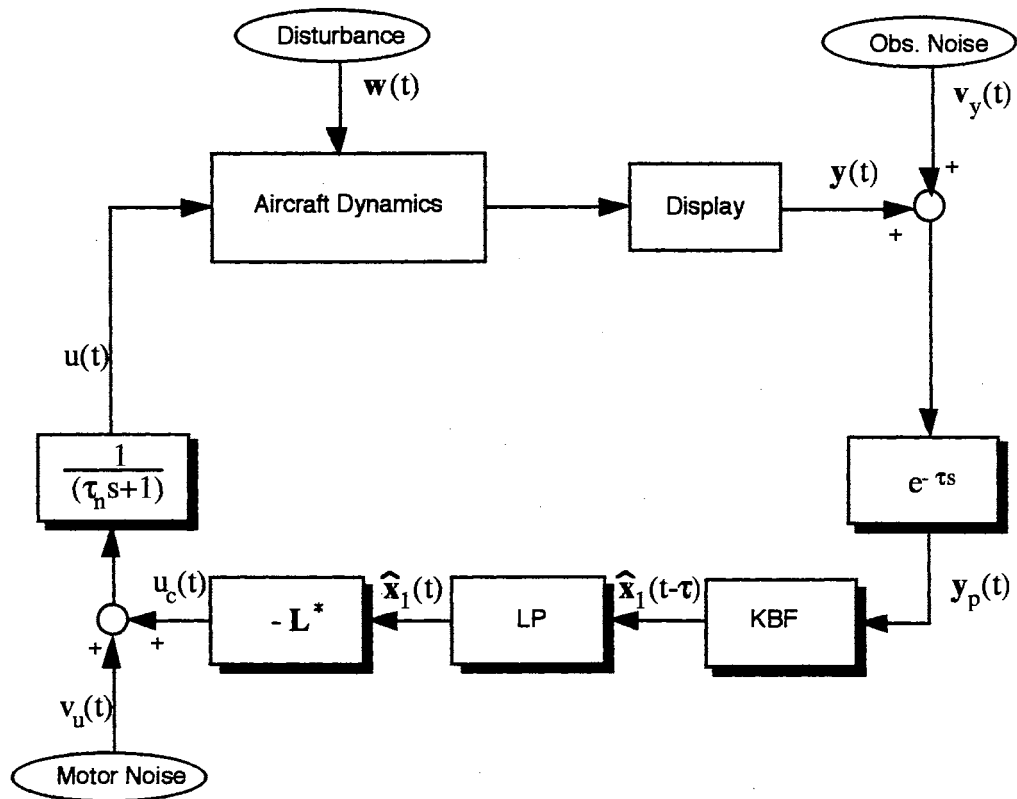 Disturbance
Obs. Noise
w(t)
v_y(t)
+
y(t)
Aircraft Dynamics
Display
+
u(t)
1
(τ_n s+1)
e^{- τs}
u_c(t)
x̂_1(t)
x̂_1(t-τ)
y_p(t)
- L*
LP
KBF
+
+
v_u(t)
Motor Noise